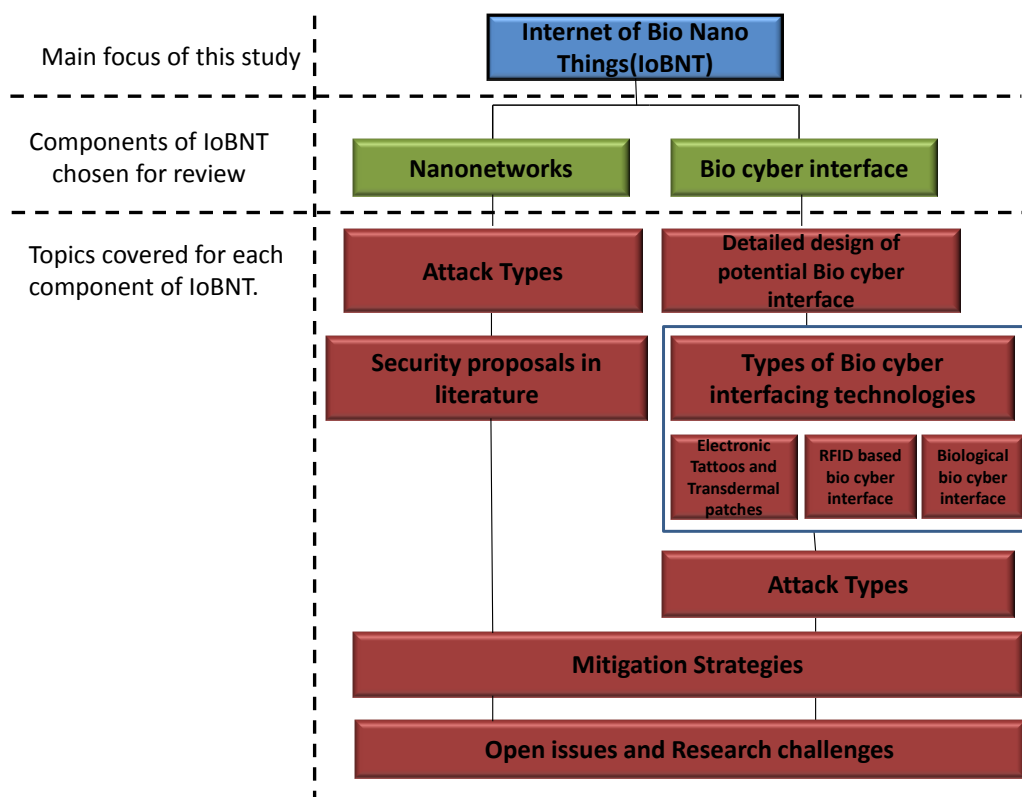 Main focus of this study
Internet of Bio Nano
Things(IoBNT)
Components of IoBNT
chosen for review
Nanonetworks
Bio cyber interface
Topics covered for each
component of IoBNT.
Attack Types
Security proposals in
literature
Detailed design of
potential Bio cyber
interface
Types of Bio cyber
interfacing technologies
Electronic
Tattoos and
Transdermal
patches
RFID based
bio cyber
interface
Biological
bio cyber
interface
Attack Types
Mitigation Strategies
Open issues and Research challenges